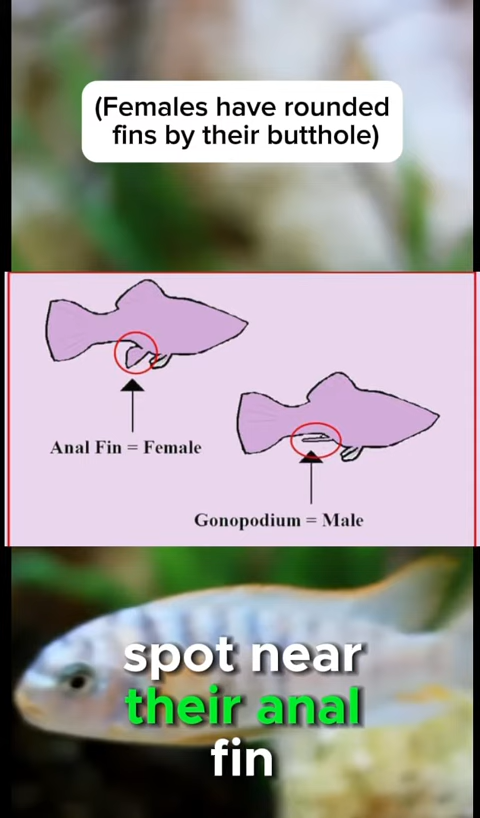 (Females have rounded
fins by their butthole)
Anal Fin = Female
Gonopodium = Male
spot near
their anal
fin